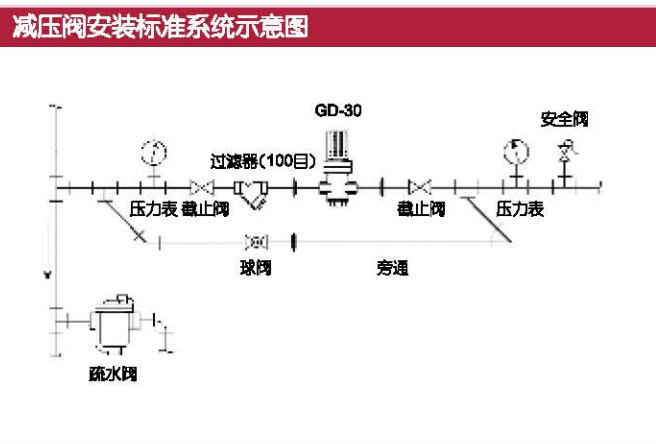 减压阀安装标准系统示意图
GD-30
安全阀
过滤器(100目)
压力表 截止阀
截止阀
压力表
球阀
旁通
疏水阀